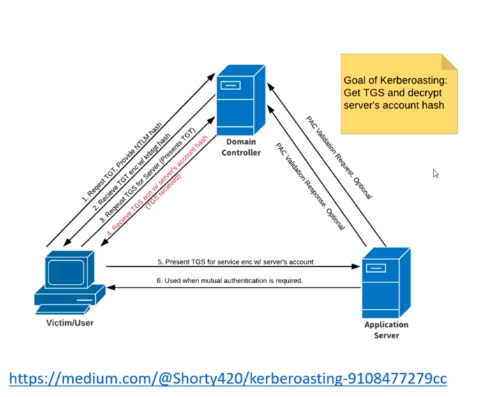 Goal of Kerberoasting:
Get TGS and decrypt
server's account hash
Domain
Controller
1. Reqest TGT, Provide NTLM hash
2. Recieve TGT enc w/ krbtgt hash
3. Reqeust TGS for Server (Presents TGT)
4. Recieve TGS enc w/ server's account hash
(TGS recieved)
PAC Validation Request. Optional
PAC Validation Response. Optional
5. Present TGS for service enc w/ server's account
6. Used when mutual authentication is required.
Victim/User
Application
Server
https://medium.com/@Shorty420/kerberoasting-9108477279cc